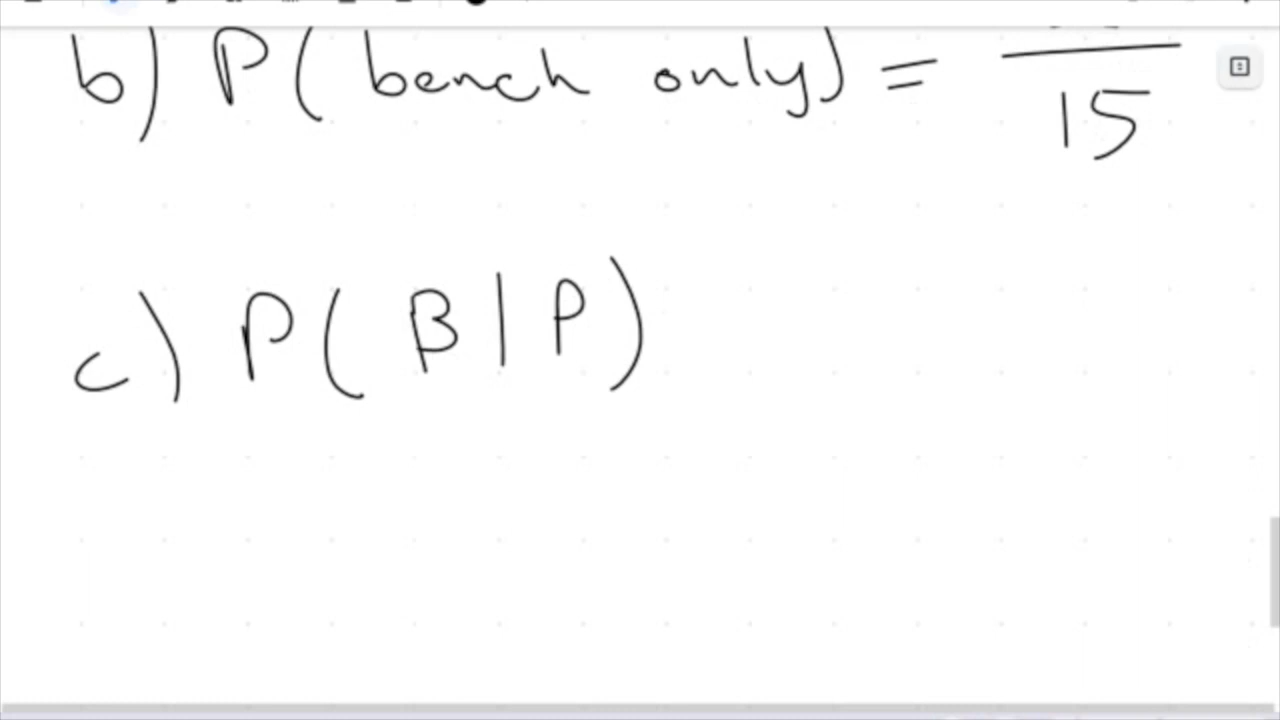 b) P( bench only) = /15
c) P( B | P )